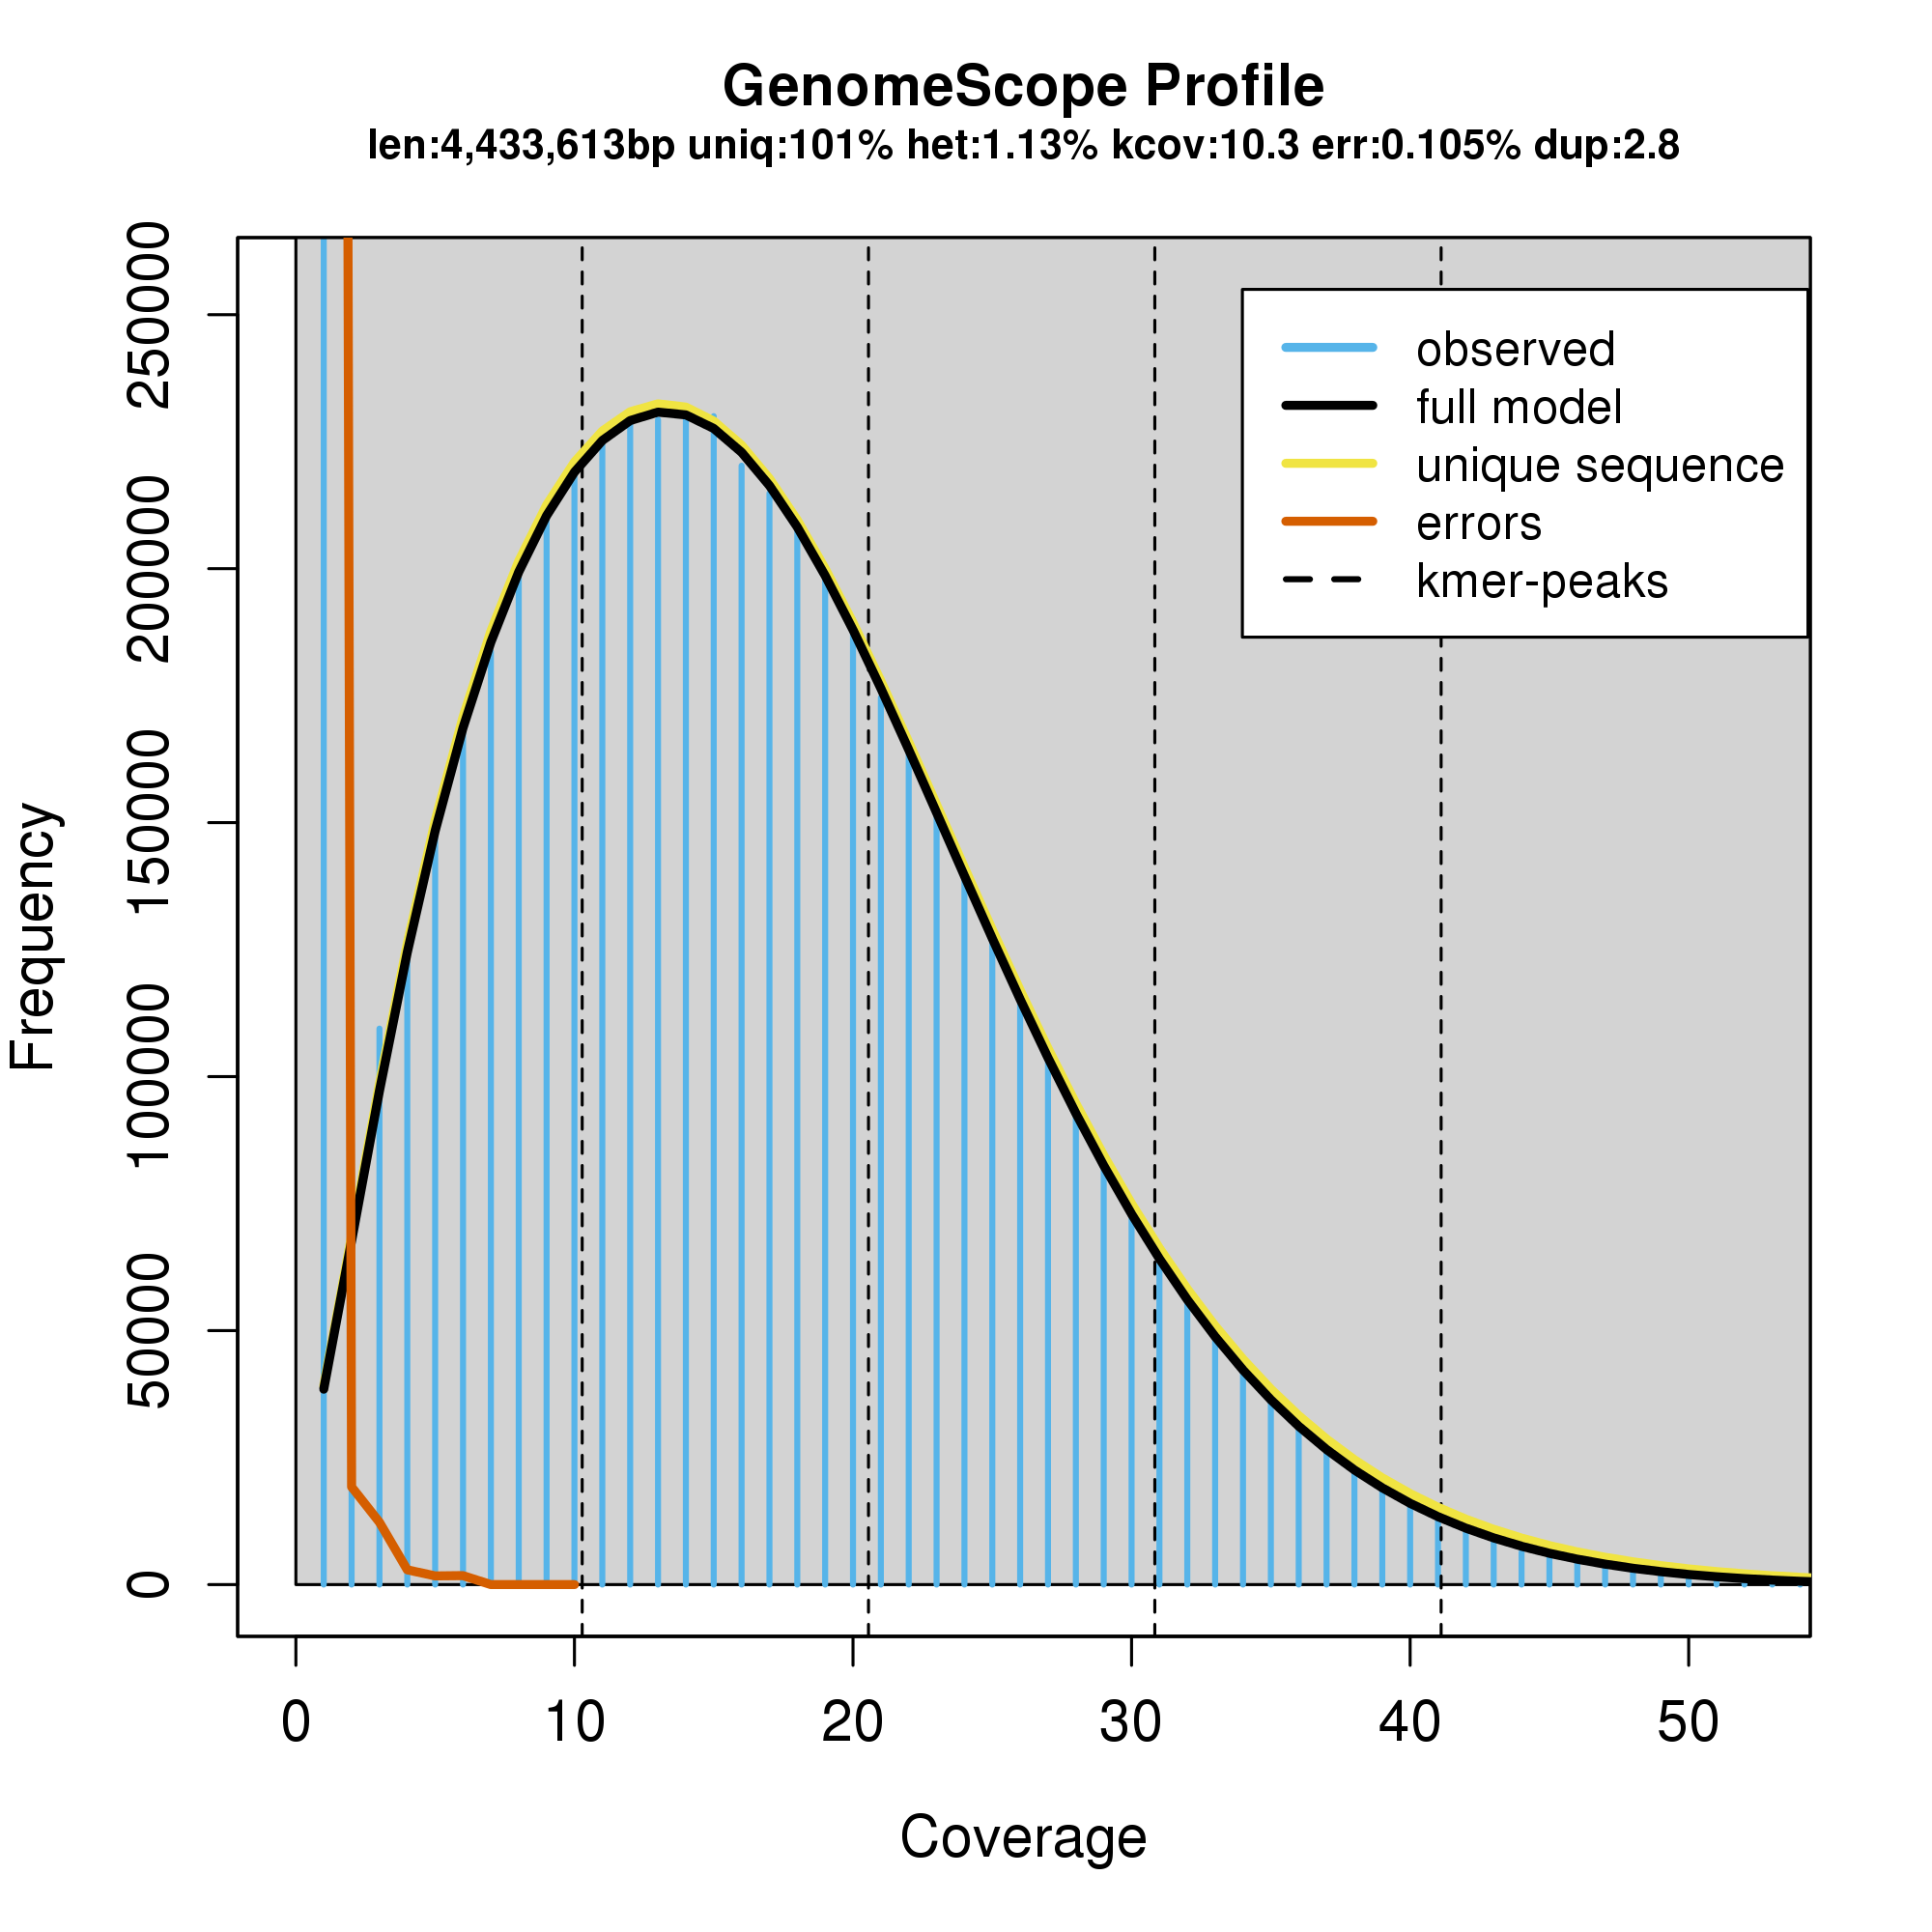 GenomeScope Profile
len:4,433,613bp uniq:101% het:1.13% kcov:10.3 err:0.105% dup:2.8
Frequency
250000
200000
150000
100000
50000
0
observed
full model
unique sequence
errors
kmer-peaks
0 10 20 30 40 50
Coverage